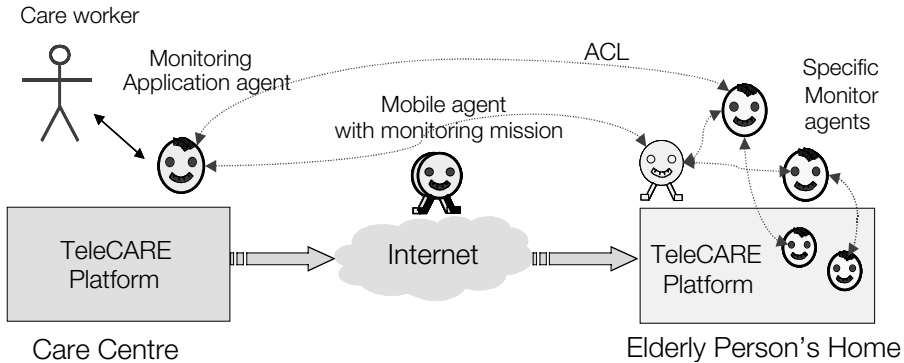 Care worker
Monitoring
Application agent
ACL
Specific
Monitor
agents
Mobile agent
with monitoring mission
TeleCARE
Platform
Internet
TeleCARE
Platform
Care Centre
Elderly Person's Home